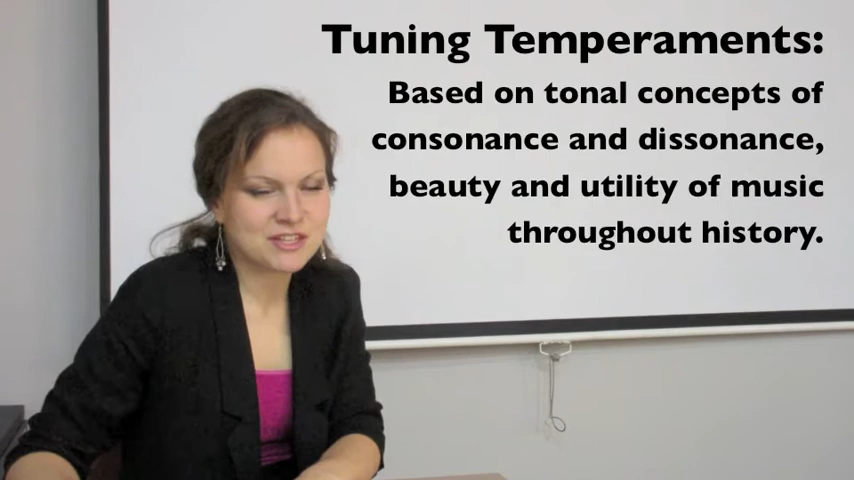 Tuning Temperaments:
Based on tonal concepts of
consonance and dissonance,
beauty and utility of music
throughout history.